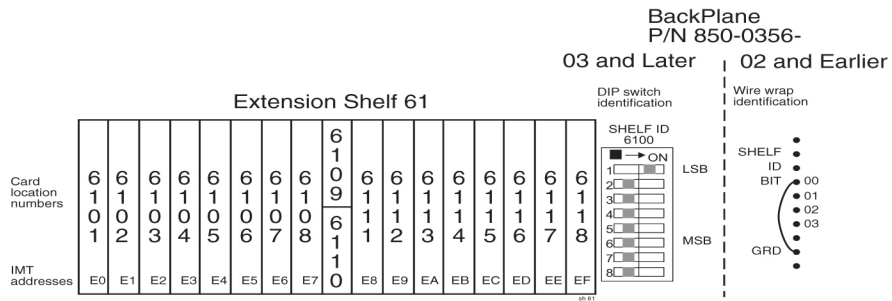 BackPlane
P/N 850-0356-
03 and Later
02 and Earlier
Extension Shelf 61
DIP switch
identification
Wire wrap
identification
SHELF ID
6100
ON
1
2
3
4
5
6
7
8
LSB
MSB
SHELF
ID
BIT
00
01
02
03
GRD
Card
location
numbers
6101
6102
6103
6104
6105
6106
6107
6108
6109
6110
6111
6112
6113
6114
6115
6116
6117
6118
IMT
addresses
E0
E1
E2
E3
E4
E5
E6
E7
E8
E9
EA
EB
EC
ED
EE
EF
sh 61